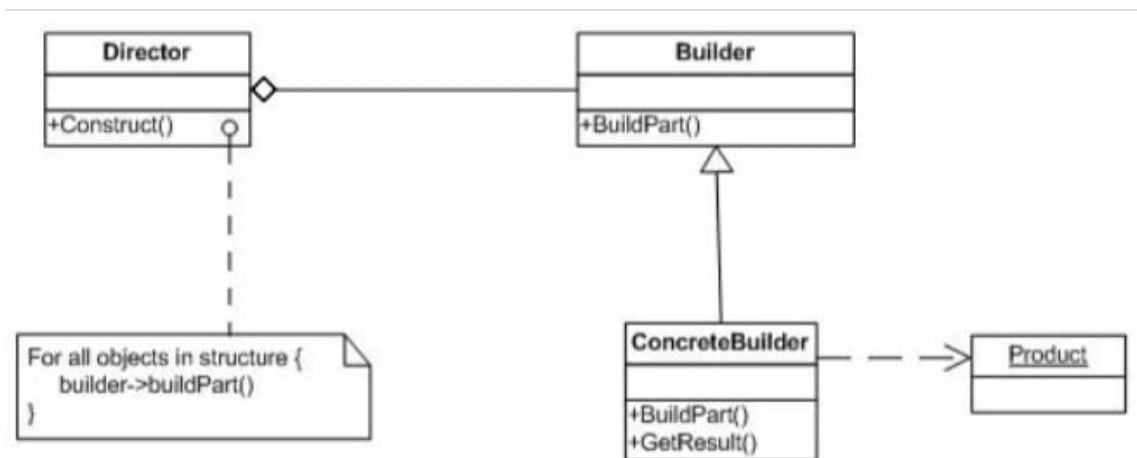 Director
+Construct()
Builder
+BuildPart()
For all objects in structure {
builder->buildPart()
}
ConcreteBuilder
+BuildPart()
+GetResult()
Product